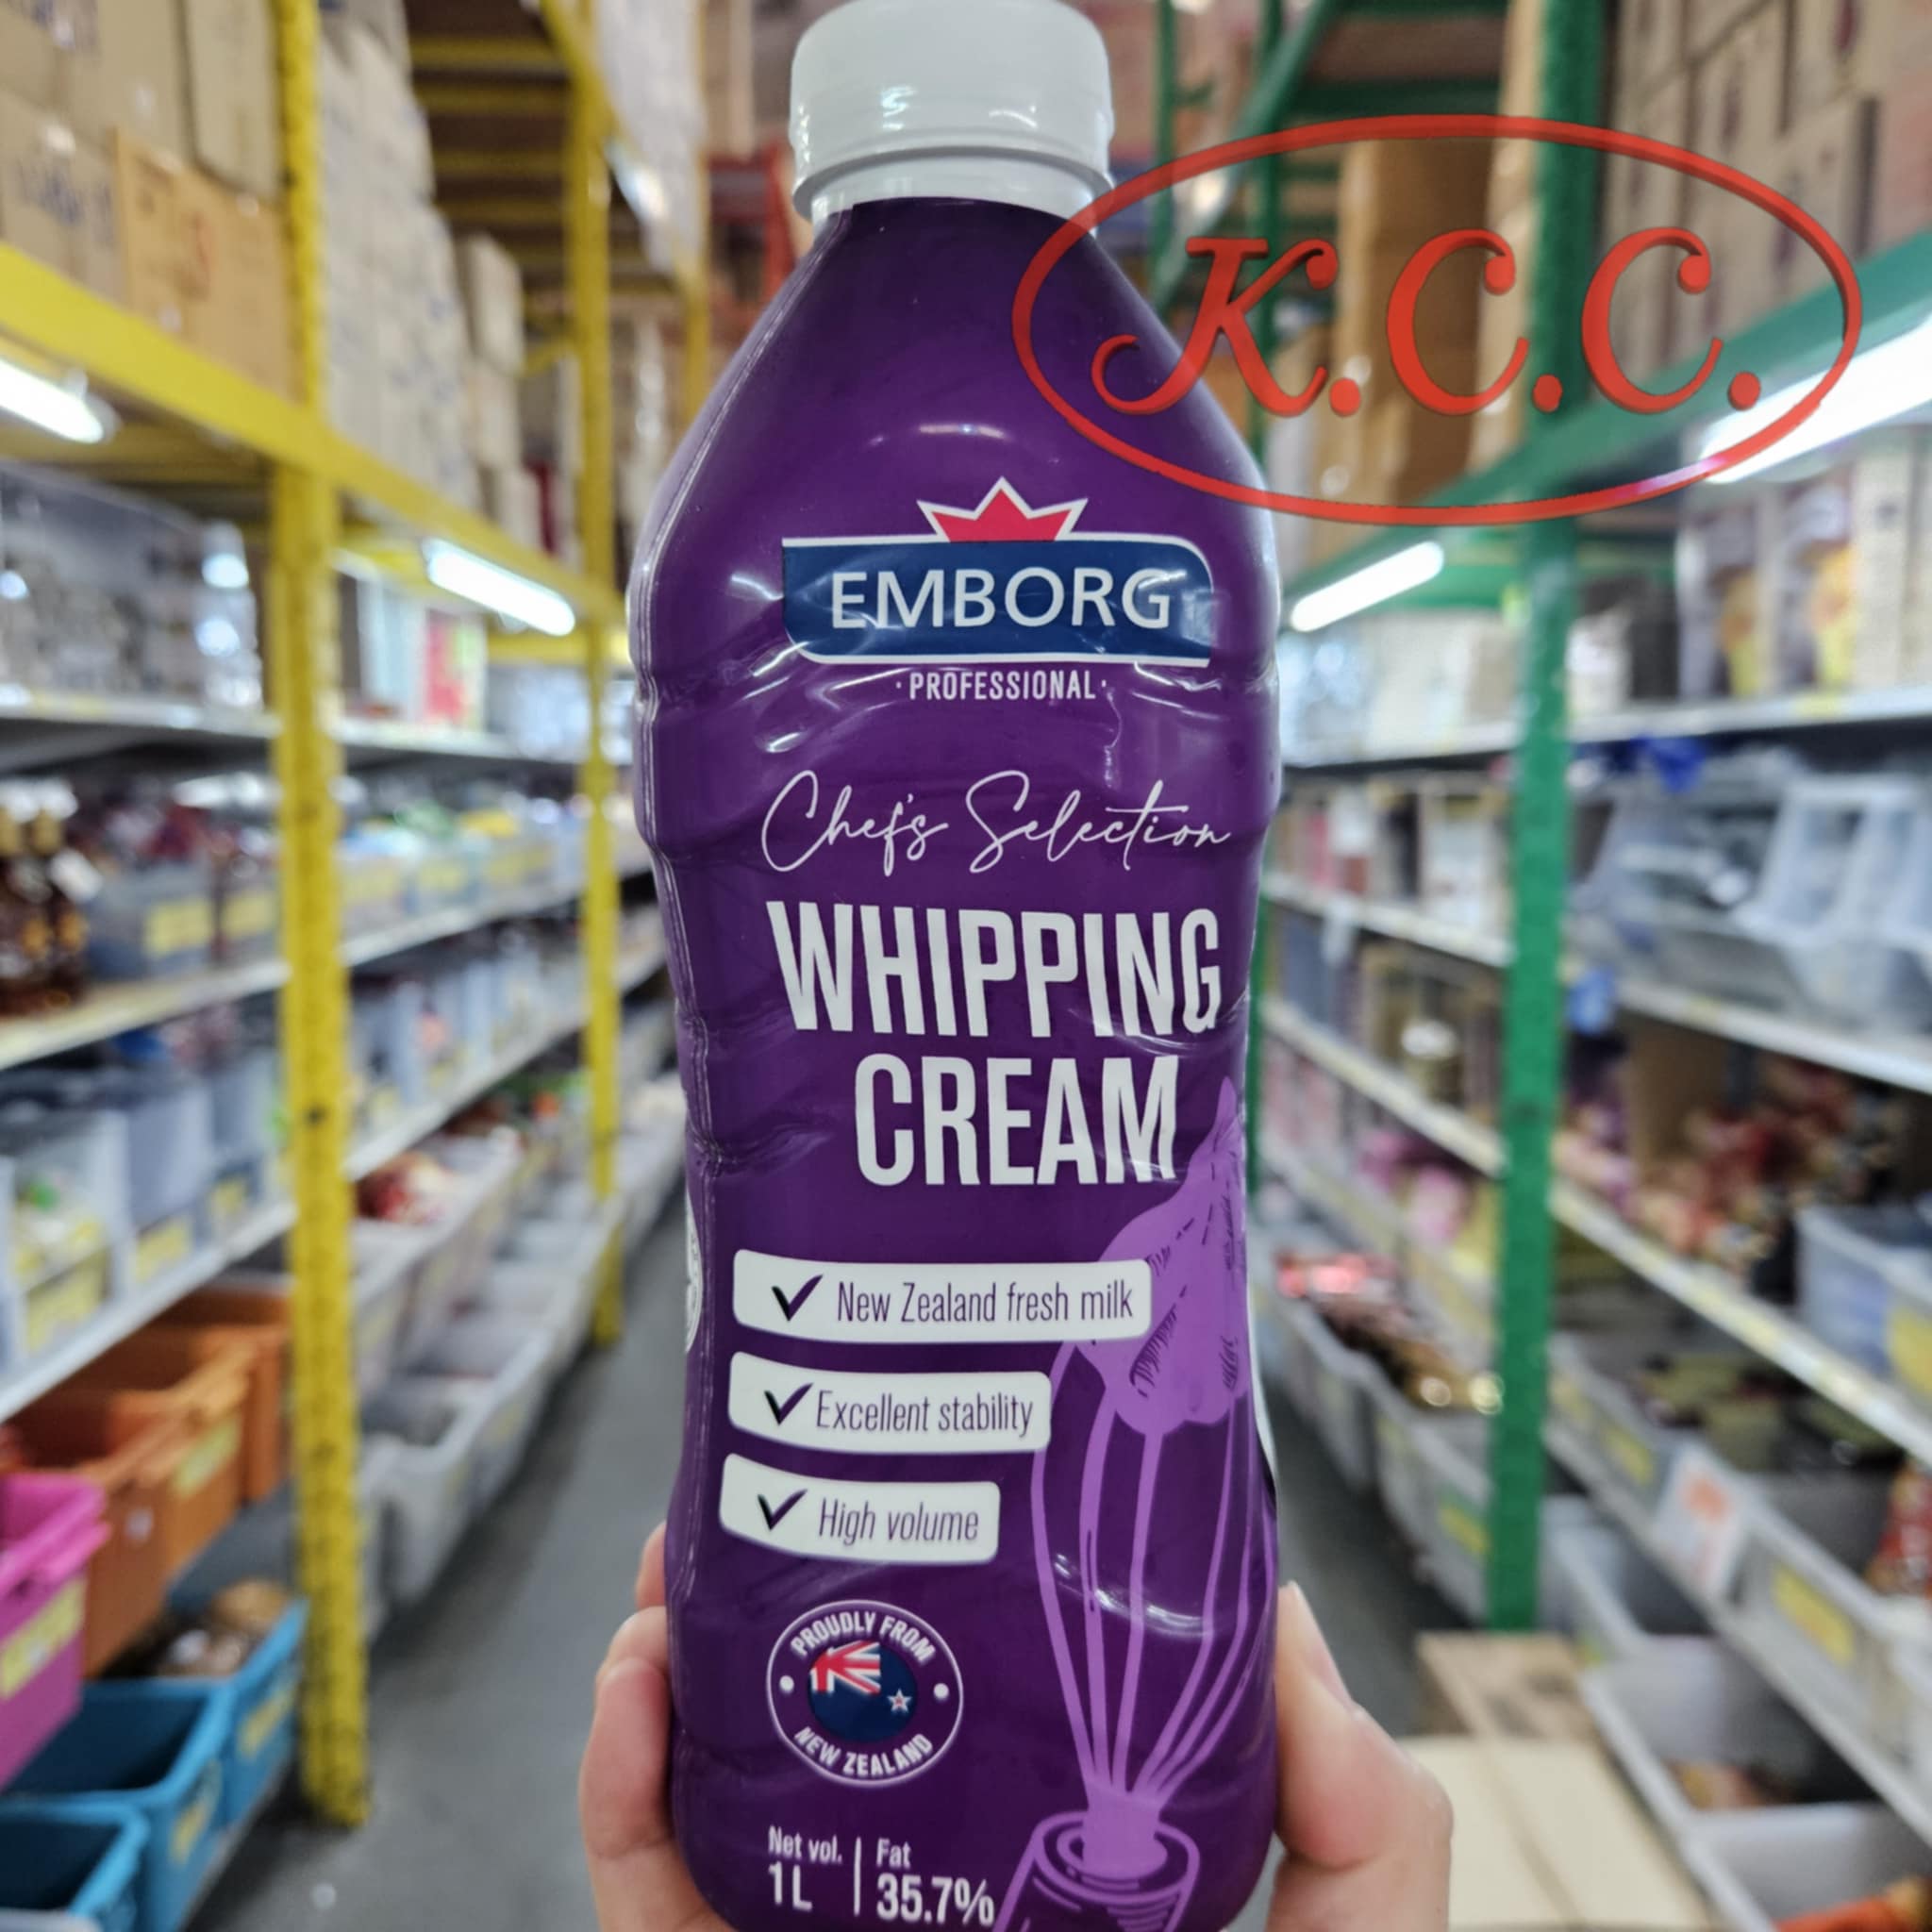 K.C.C.
EMBORG
·PROFESSIONAL·
Chef's Selection
WHIPPING
CREAM
New Zealand fresh milk
Excellent stability
High volume
PROUDLY FROM
NEW ZEALAND
Net vol.
1L
Fat
35.7%